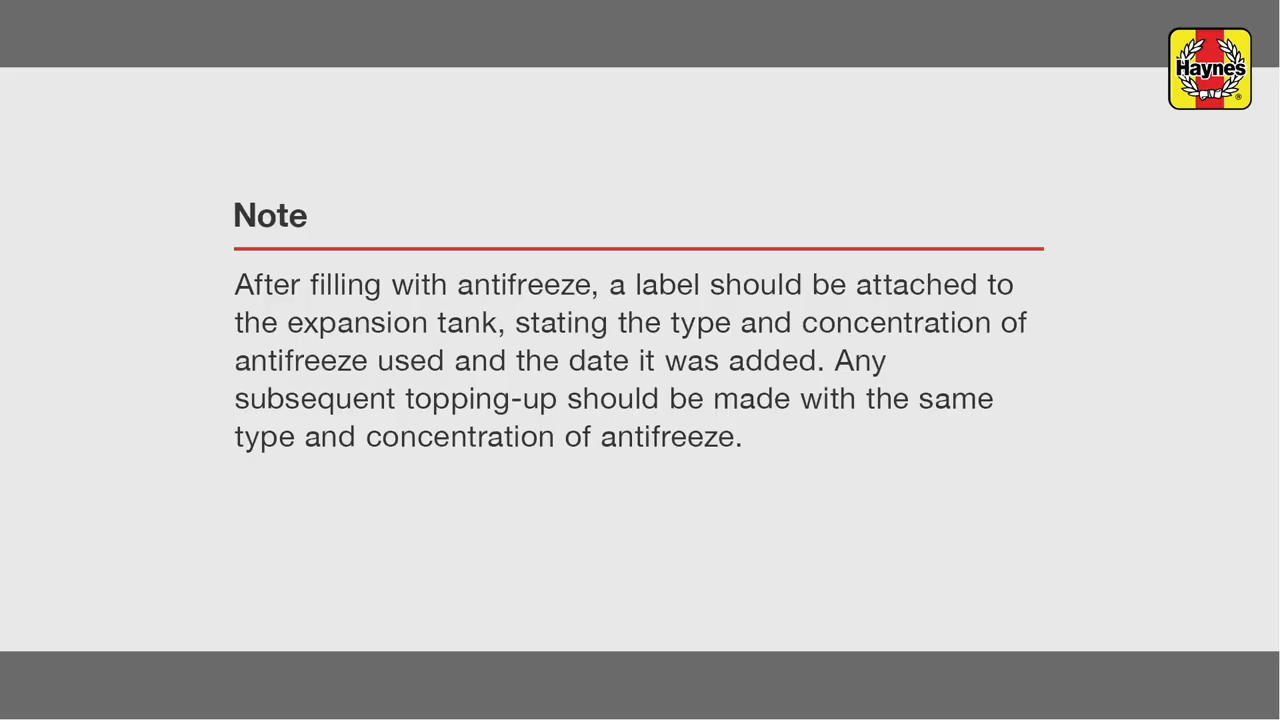 Haynes
®
Note
After filling with antifreeze, a label should be attached to
the expansion tank, stating the type and concentration of
antifreeze used and the date it was added. Any
subsequent topping-up should be made with the same
type and concentration of antifreeze.